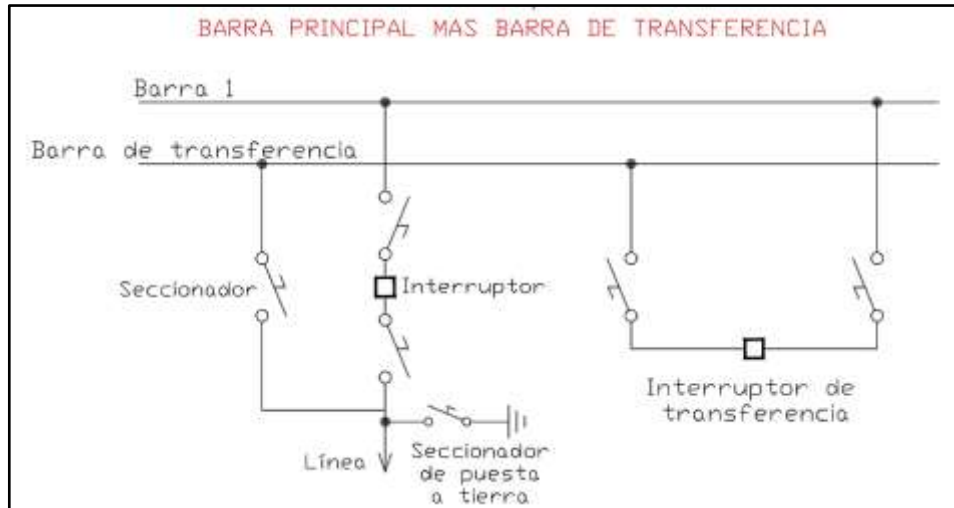 BARRA PRINCIPAL MAS BARRA DE TRANSFERENCIA
Barra 1
Barra de transferencia
Seccionador
Interruptor
Interruptor de
transferencia
Línea
Seccionador
de puesta
a tierra